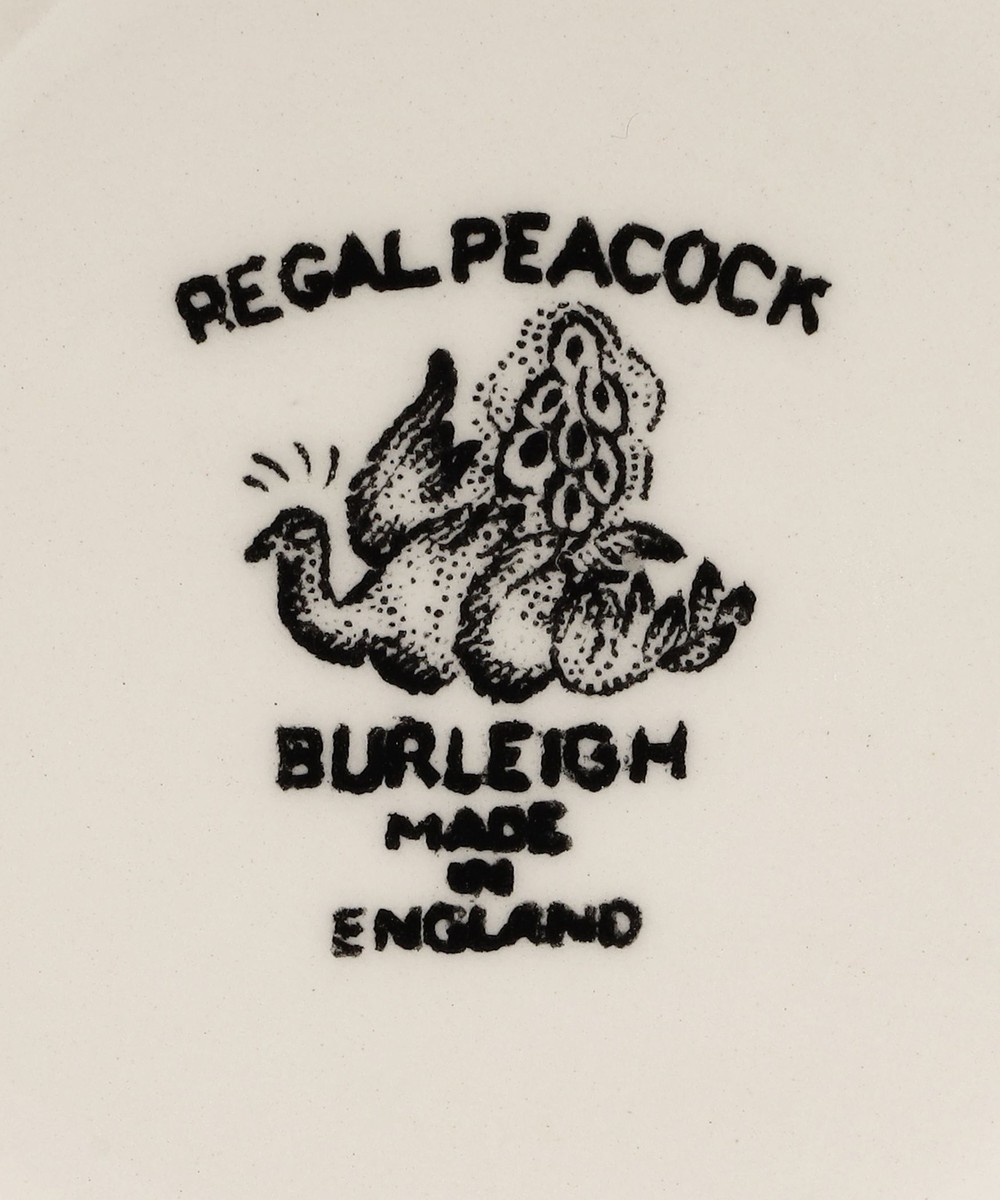 REGAL PEACOCK
BURLEIGH
MADE
IN
ENGLAND